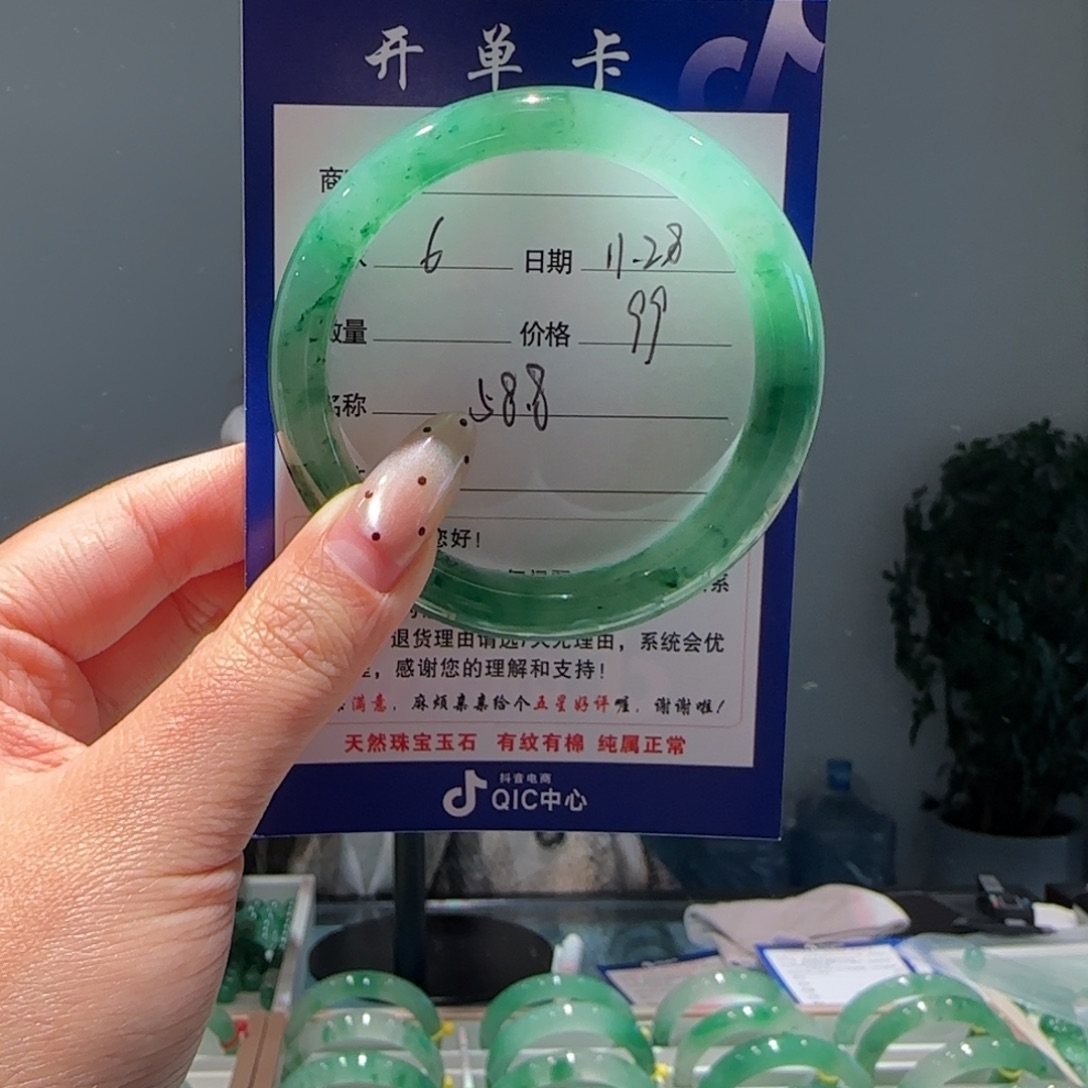 开单卡
商
6 日期 11-28
数量 价格 99
名称 58.8
您好!
系
退货理由请选7天无理由，系统会优
，感谢您的理解和支持!
满意，麻烦亲亲给个五星好评喔，谢谢啦!
天然珠宝玉石 有纹有棉 纯属正常
抖音电商
QIC中心